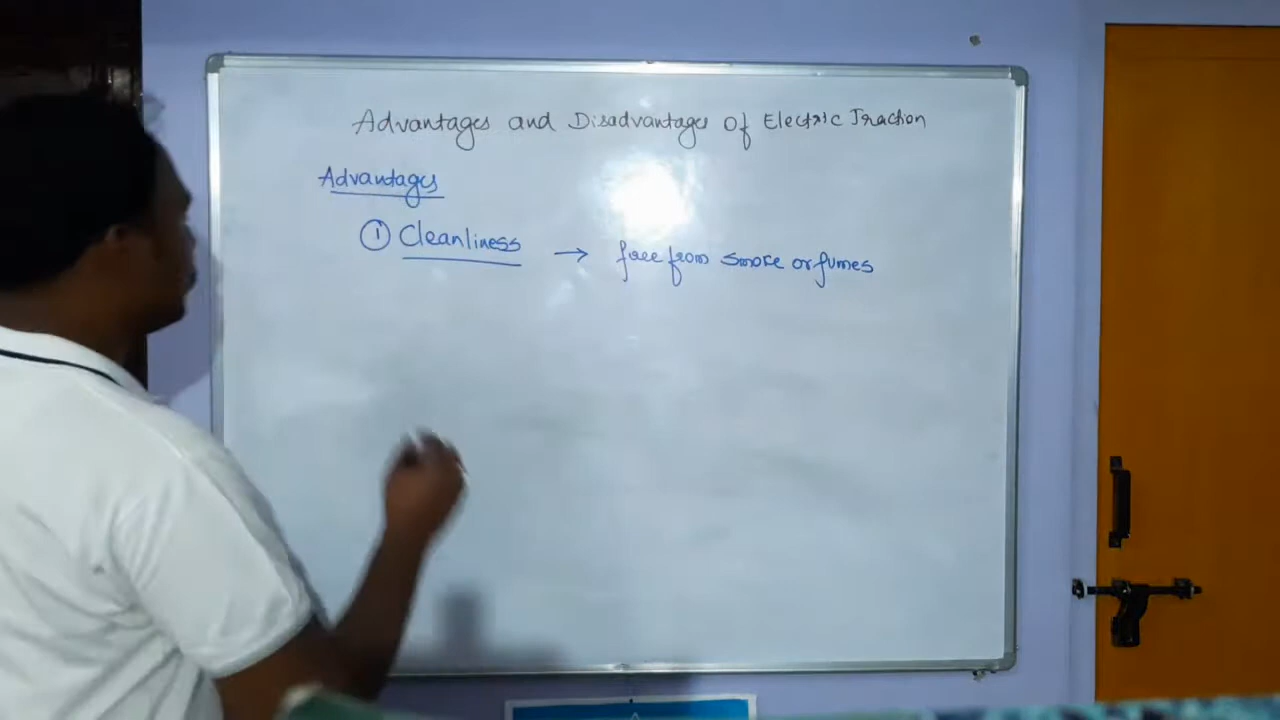 Advantages and Disadvantages of Electric Traction
Advantages
① Cleanliness → free from smoke or fumes